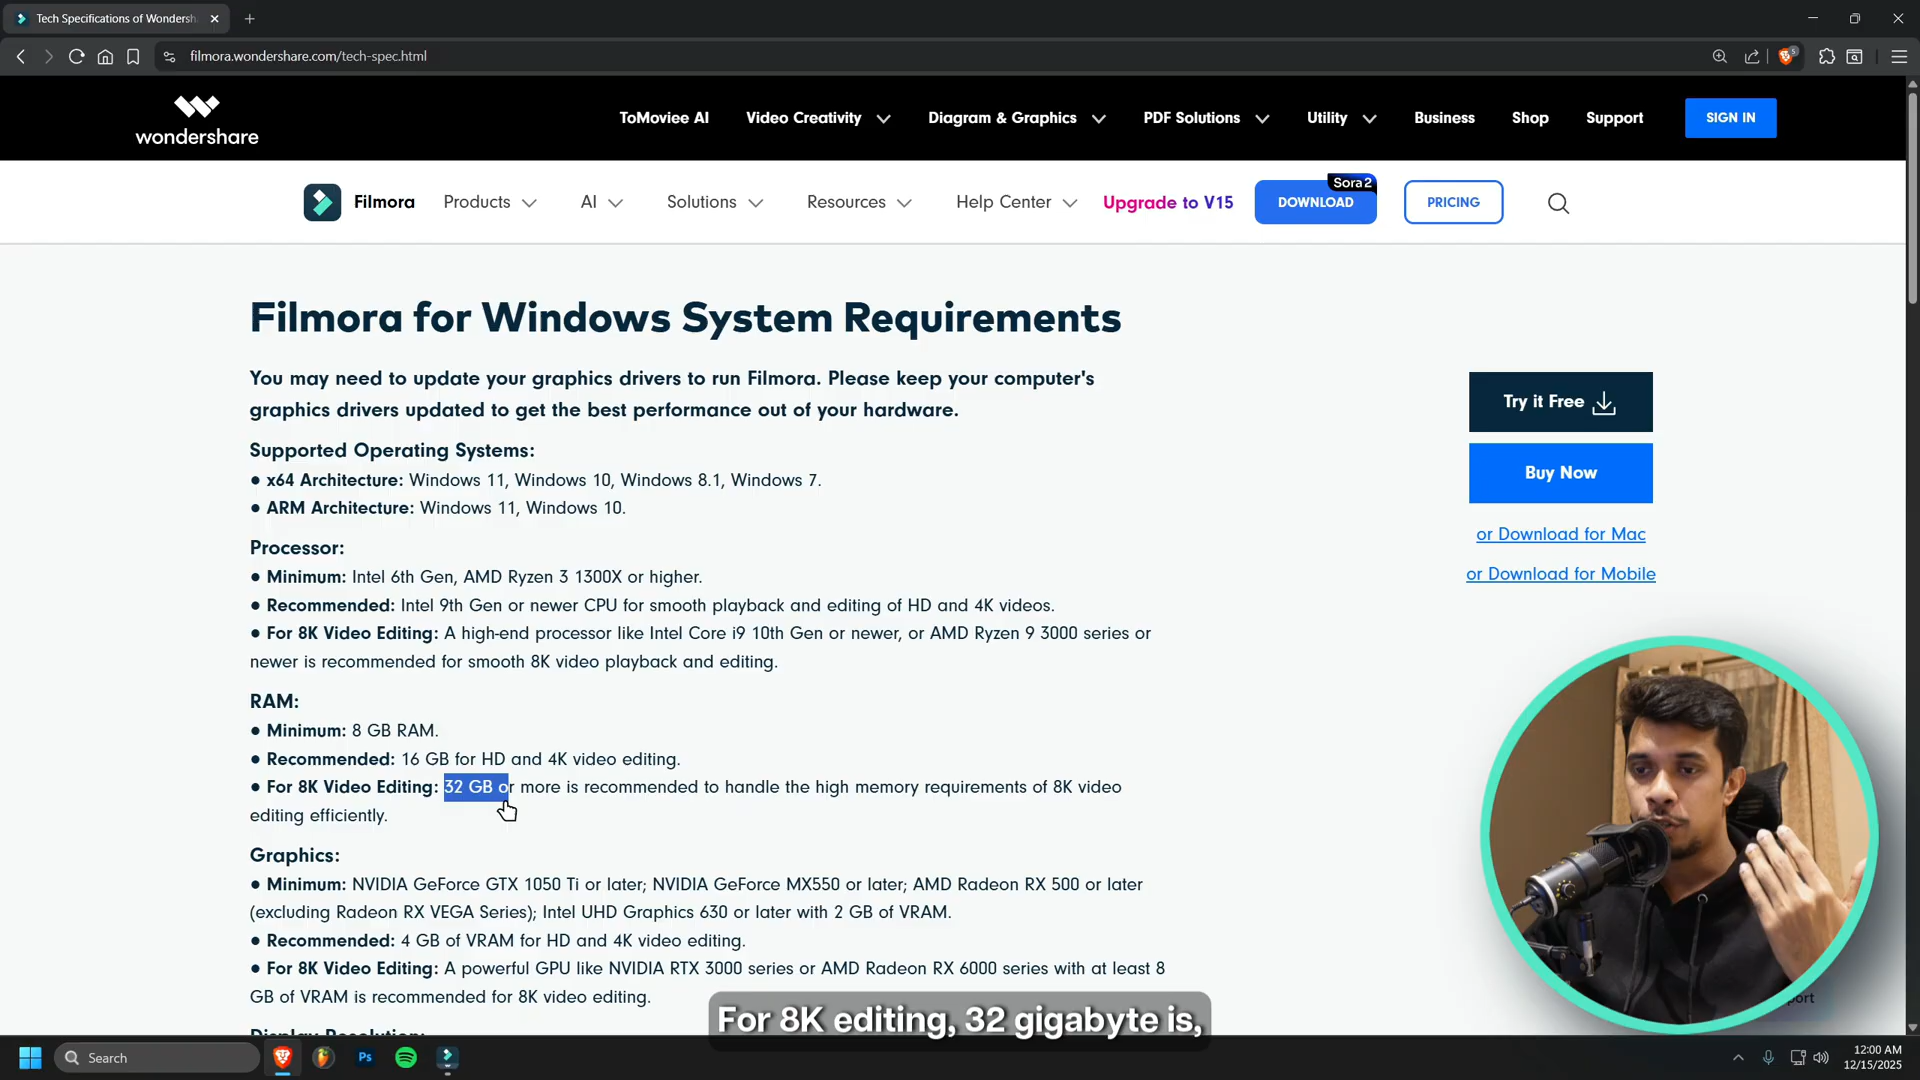 Tech Specifications of Wondersh
filmora.wondershare.com/tech-spec.html
5
wondershare
ToMoviee AI Video Creativity Diagram & Graphics PDF Solutions Utility Business Shop Support SIGN IN
Filmora Products AI Solutions Resources Help Center Upgrade to V15 DOWNLOAD Sora2 PRICING
Filmora for Windows System Requirements
You may need to update your graphics drivers to run Filmora. Please keep your computer's
graphics drivers updated to get the best performance out of your hardware.
Supported Operating Systems:
● x64 Architecture: Windows 11, Windows 10, Windows 8.1, Windows 7.
● ARM Architecture: Windows 11, Windows 10.
Processor:
● Minimum: Intel 6th Gen, AMD Ryzen 3 1300X or higher.
● Recommended: Intel 9th Gen or newer CPU for smooth playback and editing of HD and 4K videos.
● For 8K Video Editing: A high-end processor like Intel Core i9 10th Gen or newer, or AMD Ryzen 9 3000 series or
newer is recommended for smooth 8K video playback and editing.
RAM:
● Minimum: 8 GB RAM.
● Recommended: 16 GB for HD and 4K video editing.
● For 8K Video Editing: 32 GB or more is recommended to handle the high memory requirements of 8K video
editing efficiently.
Graphics:
● Minimum: NVIDIA GeForce GTX 1050 Ti or later; NVIDIA GeForce MX550 or later; AMD Radeon RX 500 or later
(excluding Radeon RX VEGA Series); Intel UHD Graphics 630 or later with 2 GB of VRAM.
● Recommended: 4 GB of VRAM for HD and 4K video editing.
● For 8K Video Editing: A powerful GPU like NVIDIA RTX 3000 series or AMD Radeon RX 6000 series with at least 8
GB of VRAM is recommended for 8K video editing.
Display Resolution:
Try it Free
Buy Now
or Download for Mac
or Download for Mobile
port
For 8K editing, 32 gigabyte is,
Search
Ps
12:00 AM
12/15/2025